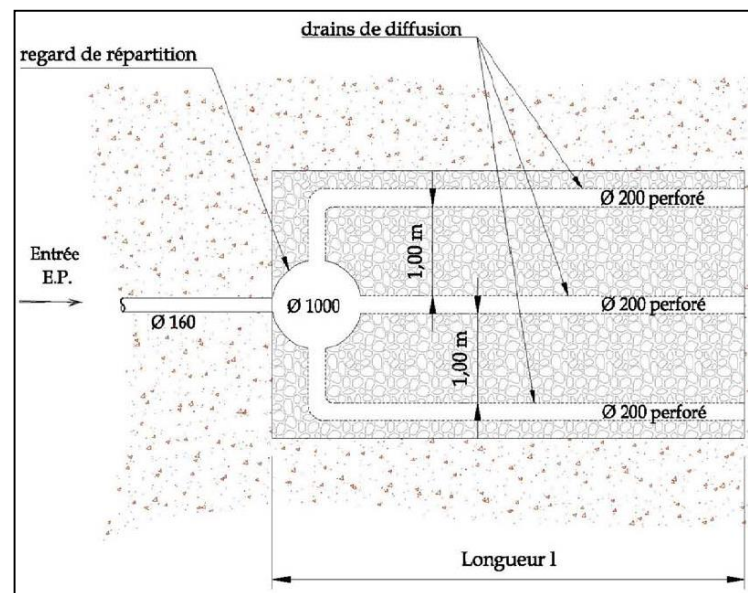 drains de diffusion
regard de répartition
Ø 200 perforé
1,00 m
Entrée
E.P.
Ø 160
Ø 1000
Ø 200 perforé
1,00 m
Ø 200 perforé
Longueur l